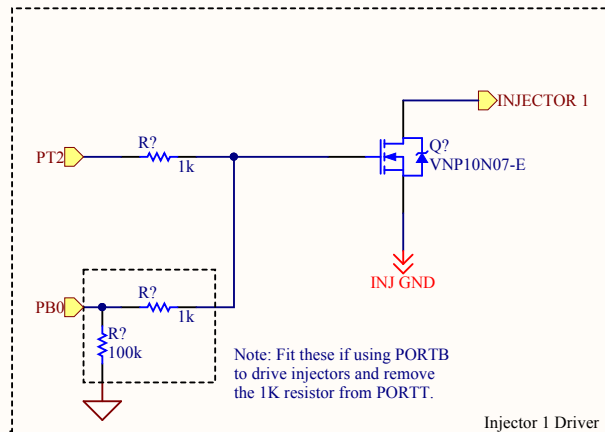 INJECTOR 1
R?
PT2
1k
Q?
VNP10N07-E
INJ GND
R?
PB0
1k
R?
100k
Note: Fit these if using PORTB
to drive injectors and remove
the 1K resistor from PORTT.
Injector 1 Driver